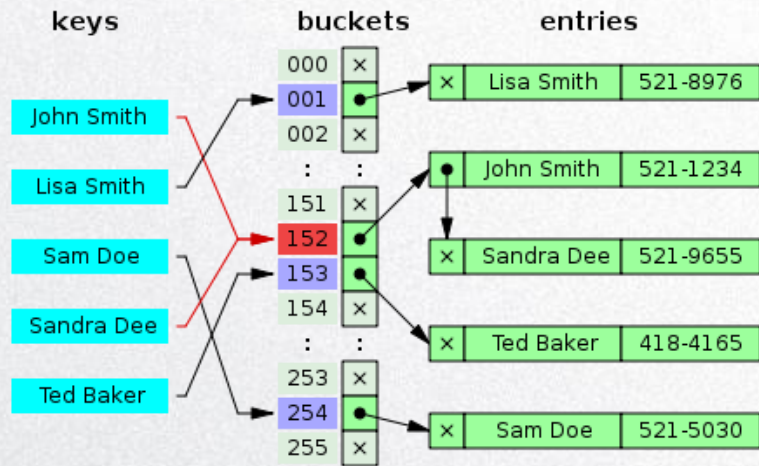 keys
buckets
entries
John Smith
Lisa Smith
Sam Doe
Sandra Dee
Ted Baker
000 ×
001
002 ×
: :
151 ×
152
153
154 ×
: :
253 ×
254
255 ×
× Lisa Smith 521-8976
John Smith 521-1234
× Sandra Dee 521-9655
× Ted Baker 418-4165
× Sam Doe 521-5030